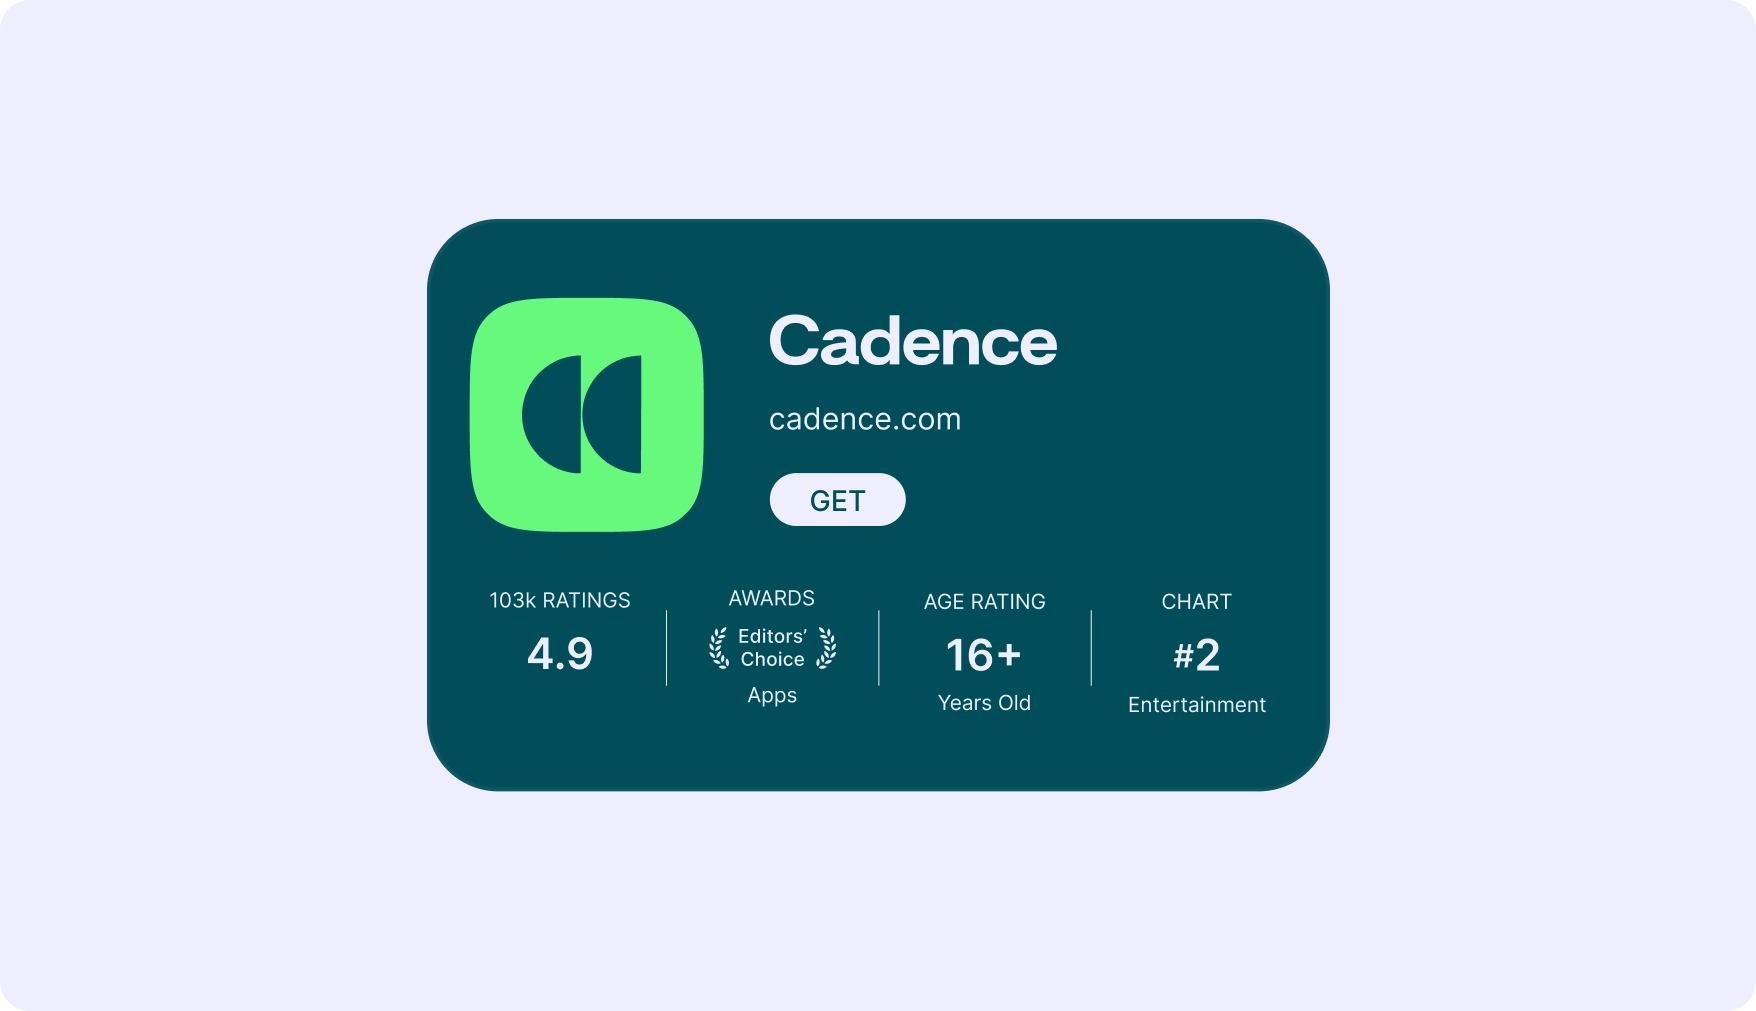 Cadence
cadence.com
GET
103k RATINGS
4.9
AWARDS
Editors’
Choice
Apps
AGE RATING
16+
Years Old
CHART
#2
Entertainment